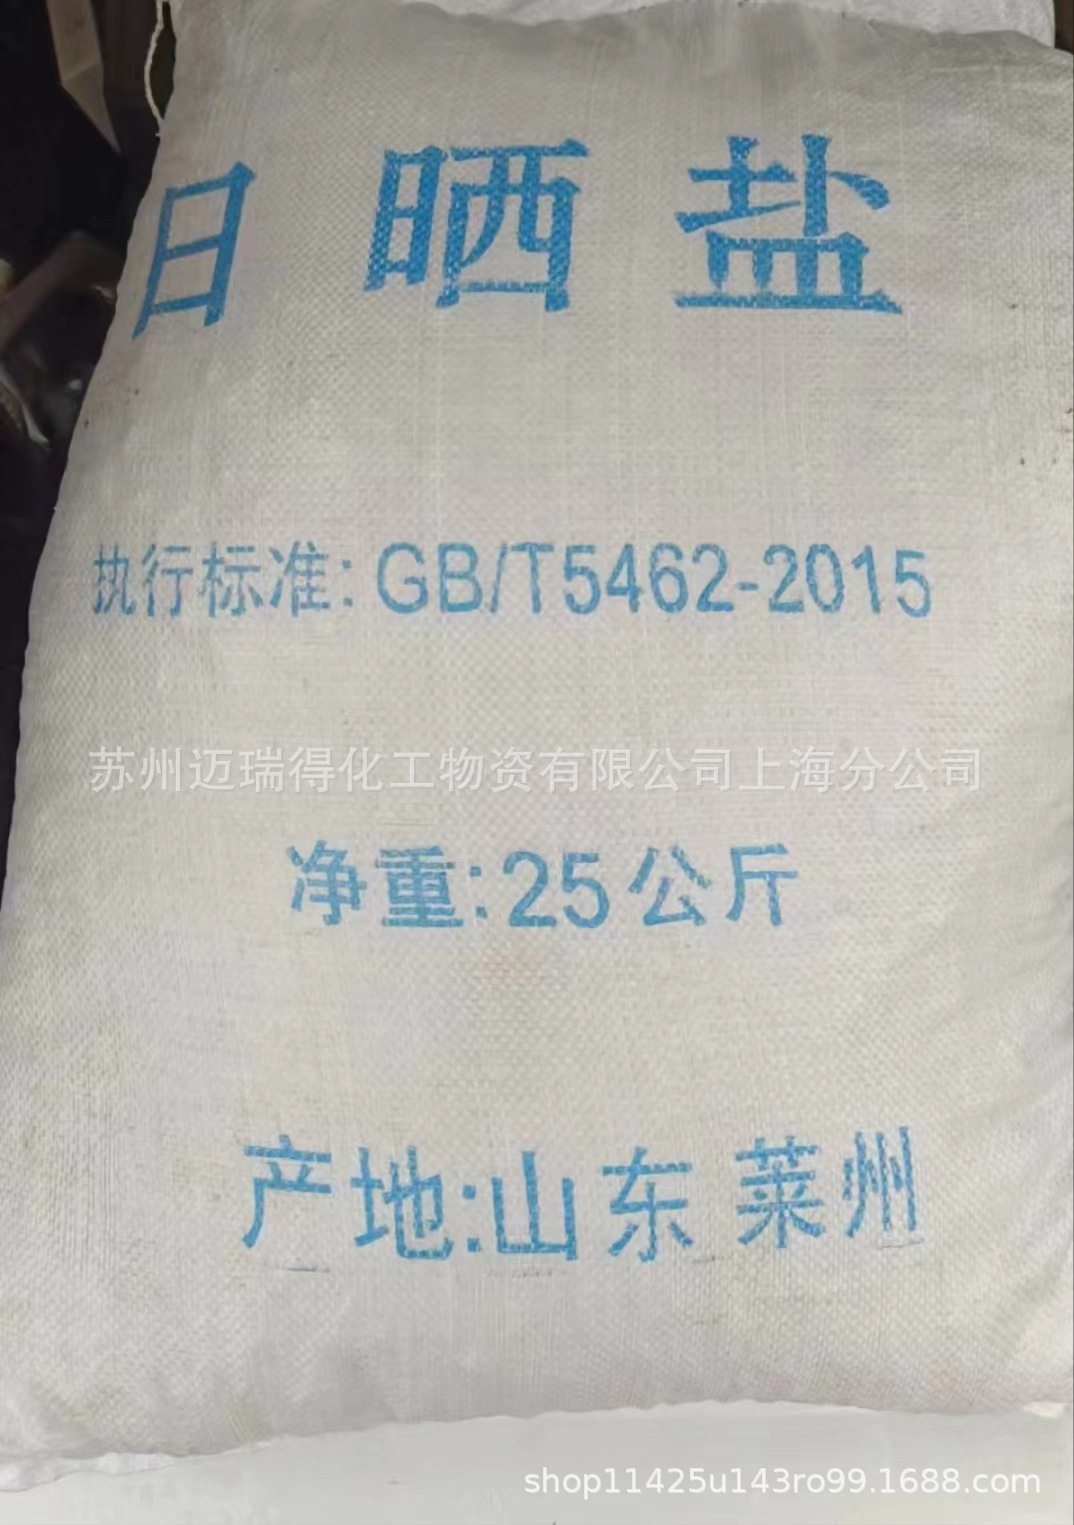 日晒盐
执行标准:GB/T5462-2015
苏州迈瑞得化工物资有限公司上海分公司
净重:25公斤
产地:山东莱州
shop11425u143ro99.1688.com